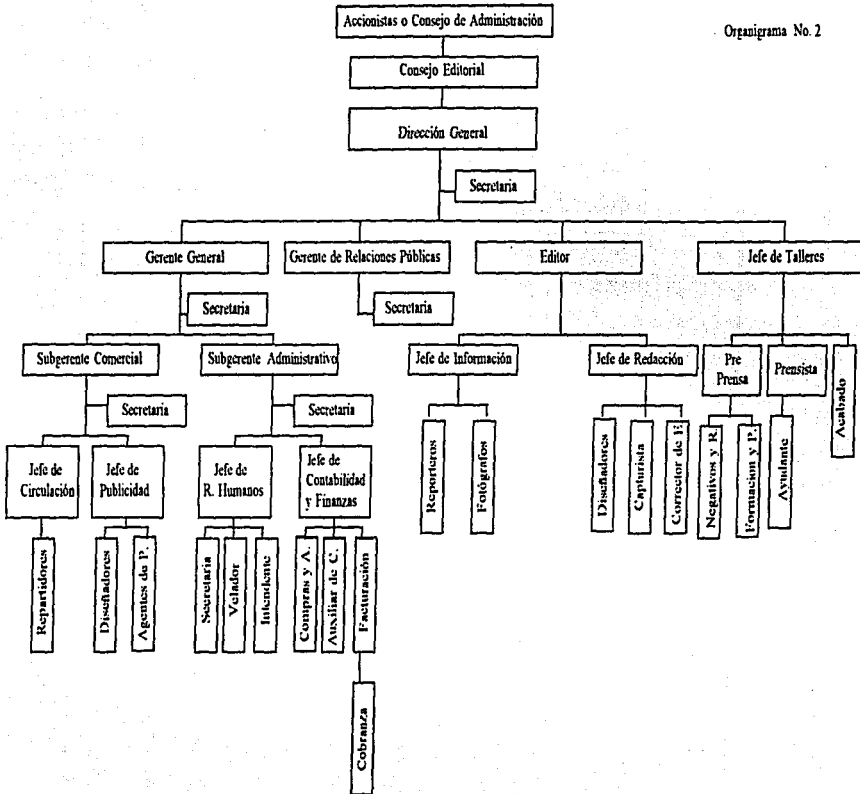 Accionistas o Consejo de Administración
Organigrama No. 2
Consejo Editorial
Dirección General
Secretaria
Gerente General
Gerente de Relaciones Públicas
Editor
Jefe de Talleres
Secretaria
Secretaria
Subgerente Comercial
Subgerente Administrativo
Jefe de Información
Jefe de Redacción
Pre
Prensa
Prensista
Acabado
Secretaria
Secretaria
Jefe de
Circulación
Jefe de
Publicidad
Jefe de
R. Humanos
Jefe de
Contabilidad
y Finanzas
Reporteros
Fotógrafos
Diseñadores
Capturista
Corrector de E.
Negativos y R.
Formacion y P.
Ayudante
Repartidores
Diseñadores
Agentes de P.
Secretaria
Velador
Intendente
Compras y A.
Auxiliar de C.
Facturación
Cobranza